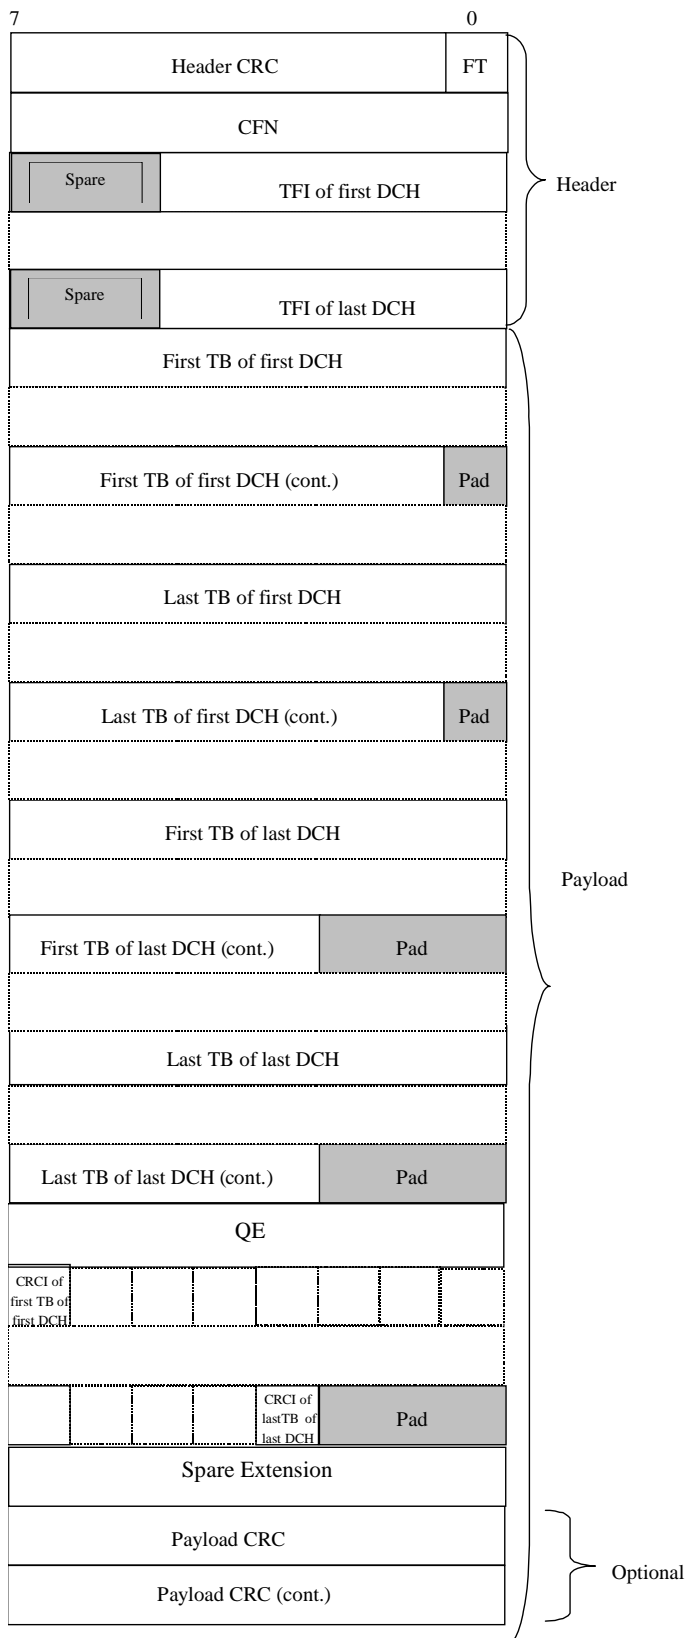 7 0
Header CRC FT
CFN
Spare TFI of first DCH
Header
Spare TFI of last DCH
First TB of first DCH
First TB of first DCH (cont.) Pad
Last TB of first DCH
Last TB of first DCH (cont.) Pad
First TB of last DCH
Payload
First TB of last DCH (cont.) Pad
Last TB of last DCH
Last TB of last DCH (cont.) Pad
QE
CRCI of
first TB of
first DCH
CRCI of
lastTB of
last DCH
Pad
Spare Extension
Payload CRC
Optional
Payload CRC (cont.)